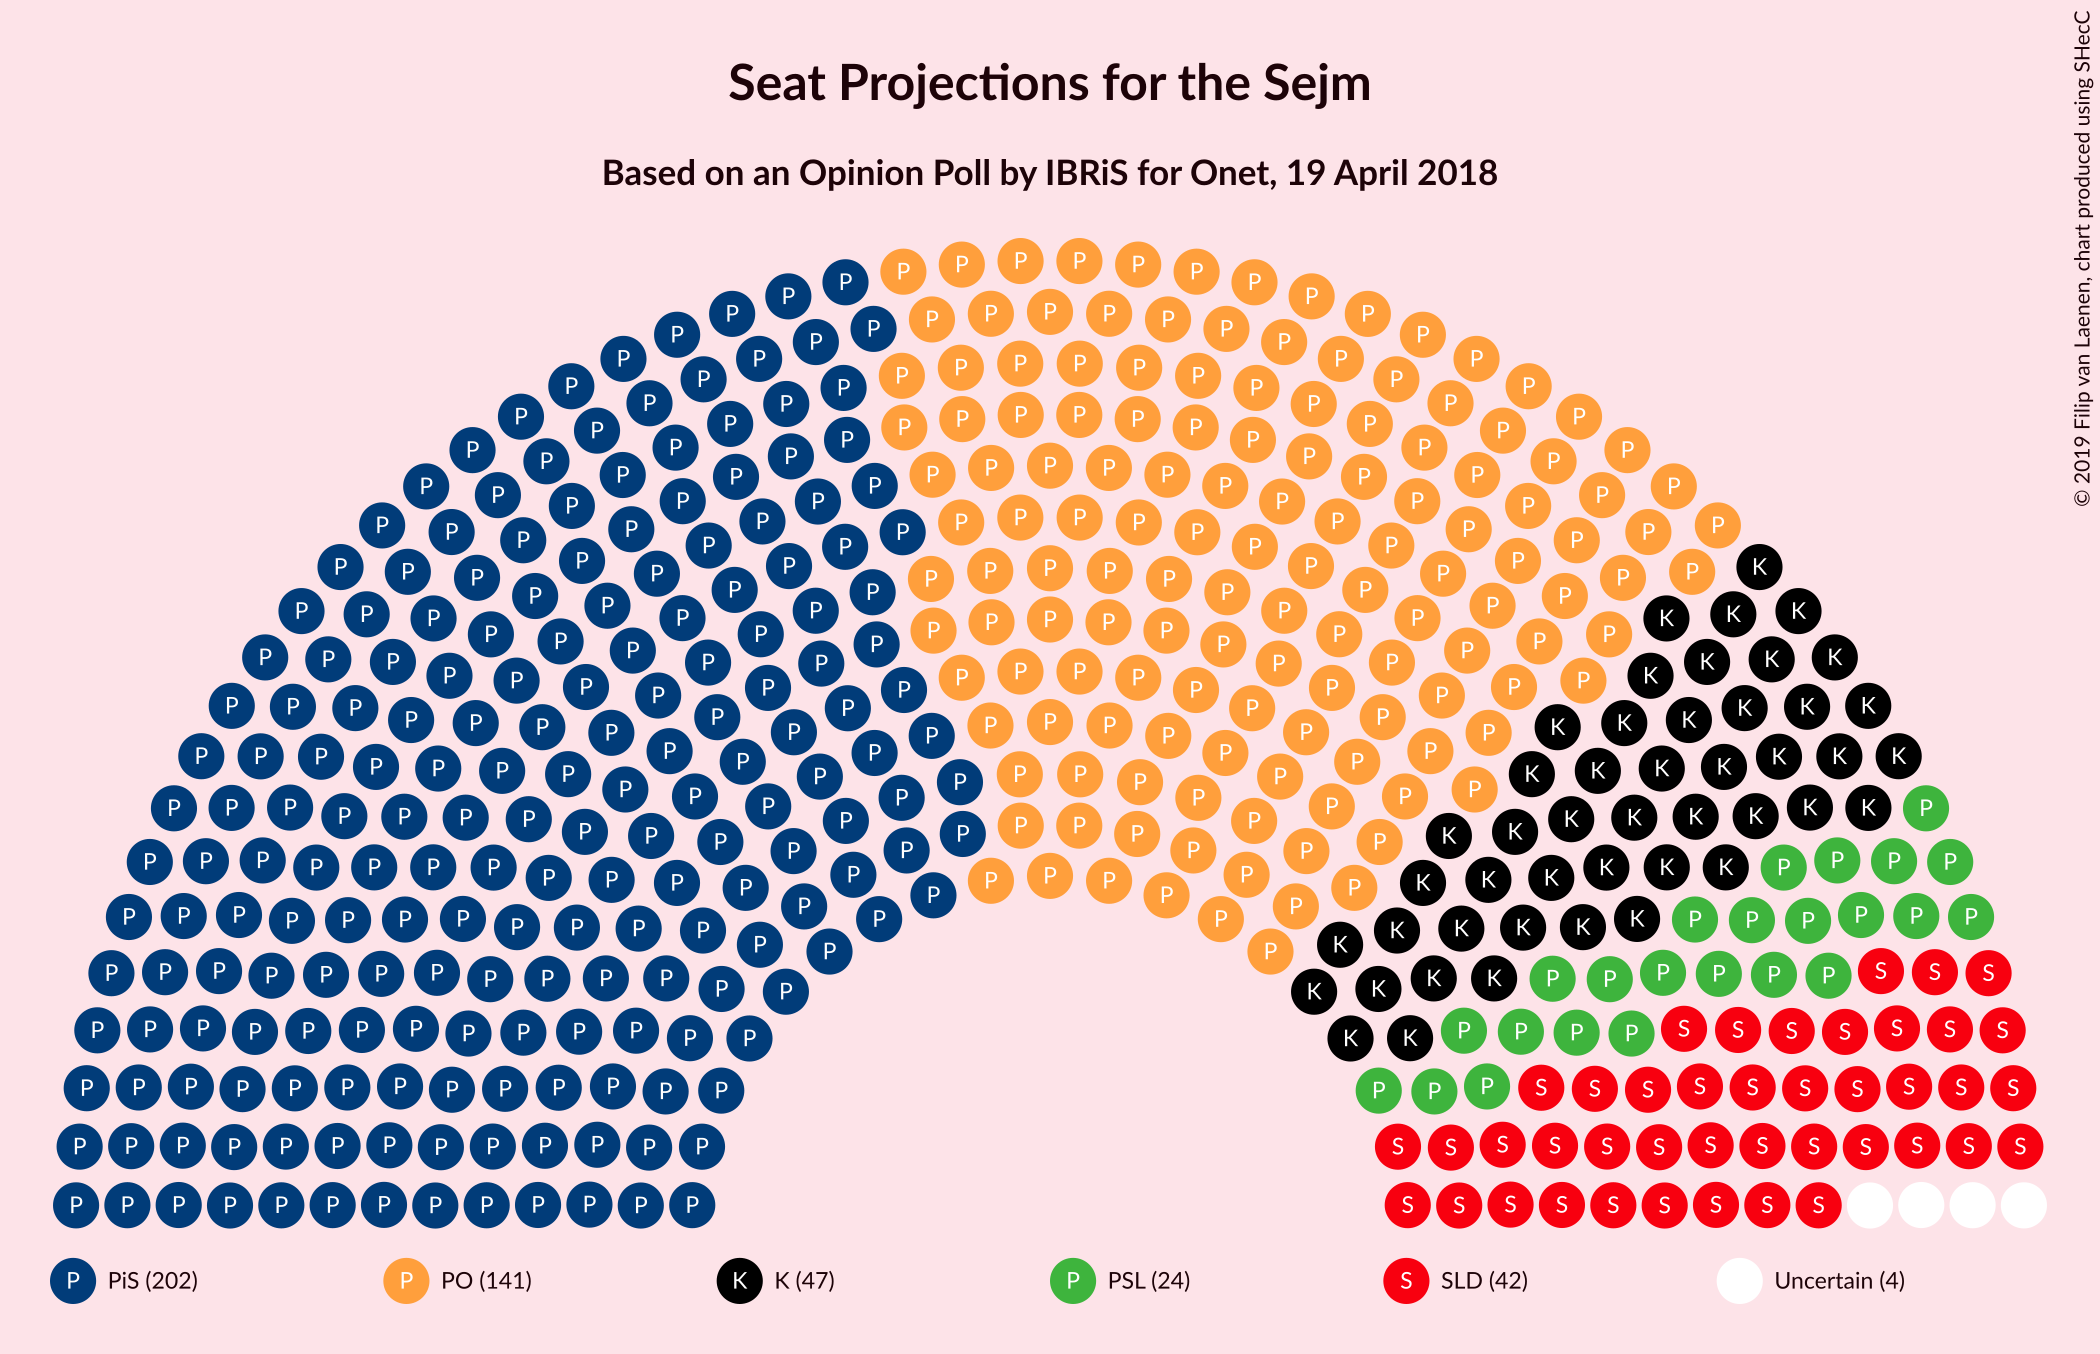 Seat Projections for the Sejm
Based on an Opinion Poll by IBRiS for Onet, 19 April 2018
© 2019 Filip van Laenen, chart produced using SHecC
P PiS (202)
P PO (141)
K K (47)
P PSL (24)
S SLD (42)
Uncertain (4)